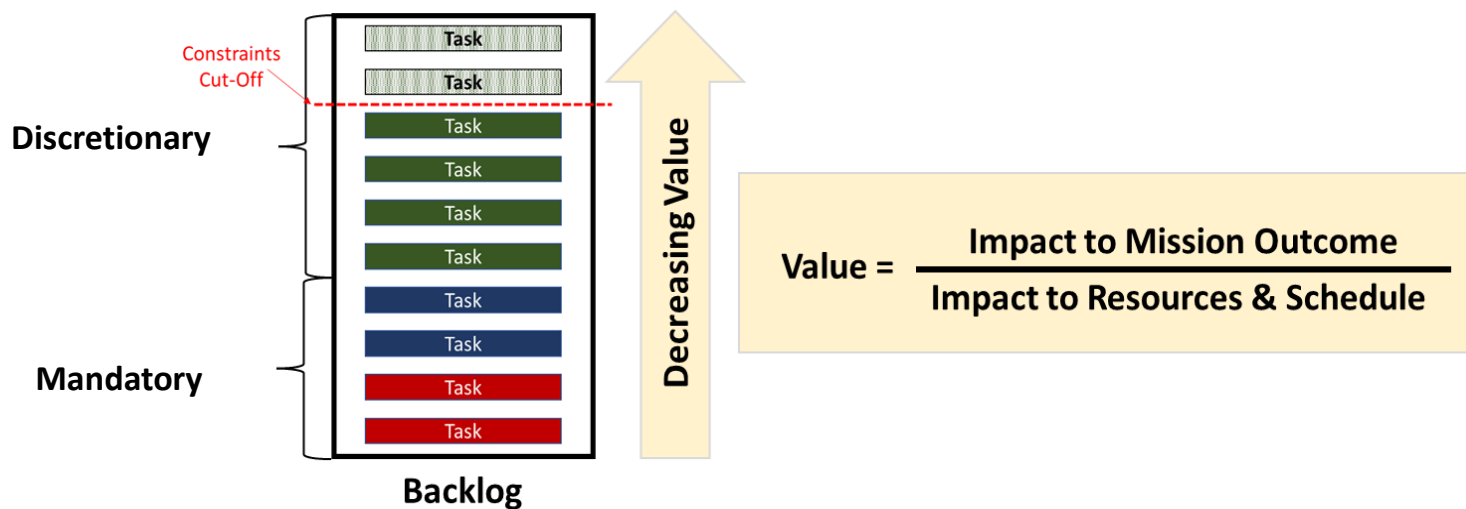 Constraints
Cut-Off
Discretionary
Mandatory
Task
Task
Task
Task
Task
Task
Task
Task
Task
Task
Backlog
Decreasing Value
Value =
Impact to Mission Outcome
Impact to Resources & Schedule